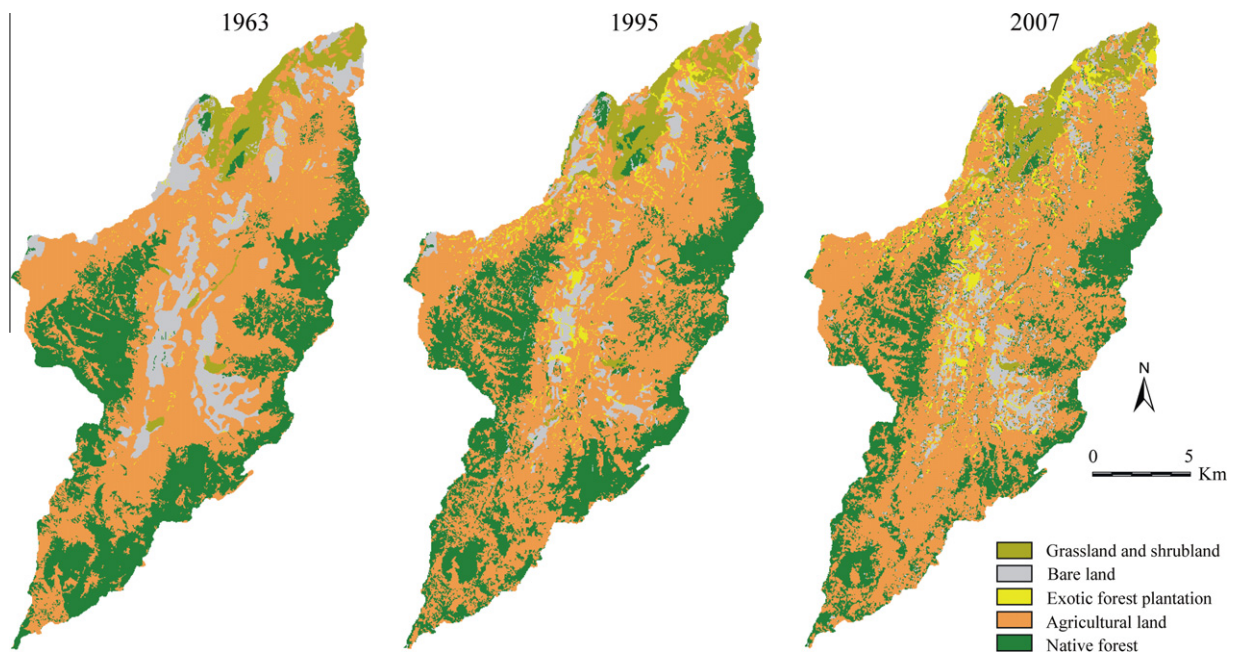 1963
1995
2007
N
0 5
Km
Grassland and shrubland
Bare land
Exotic forest plantation
Agricultural land
Native forest